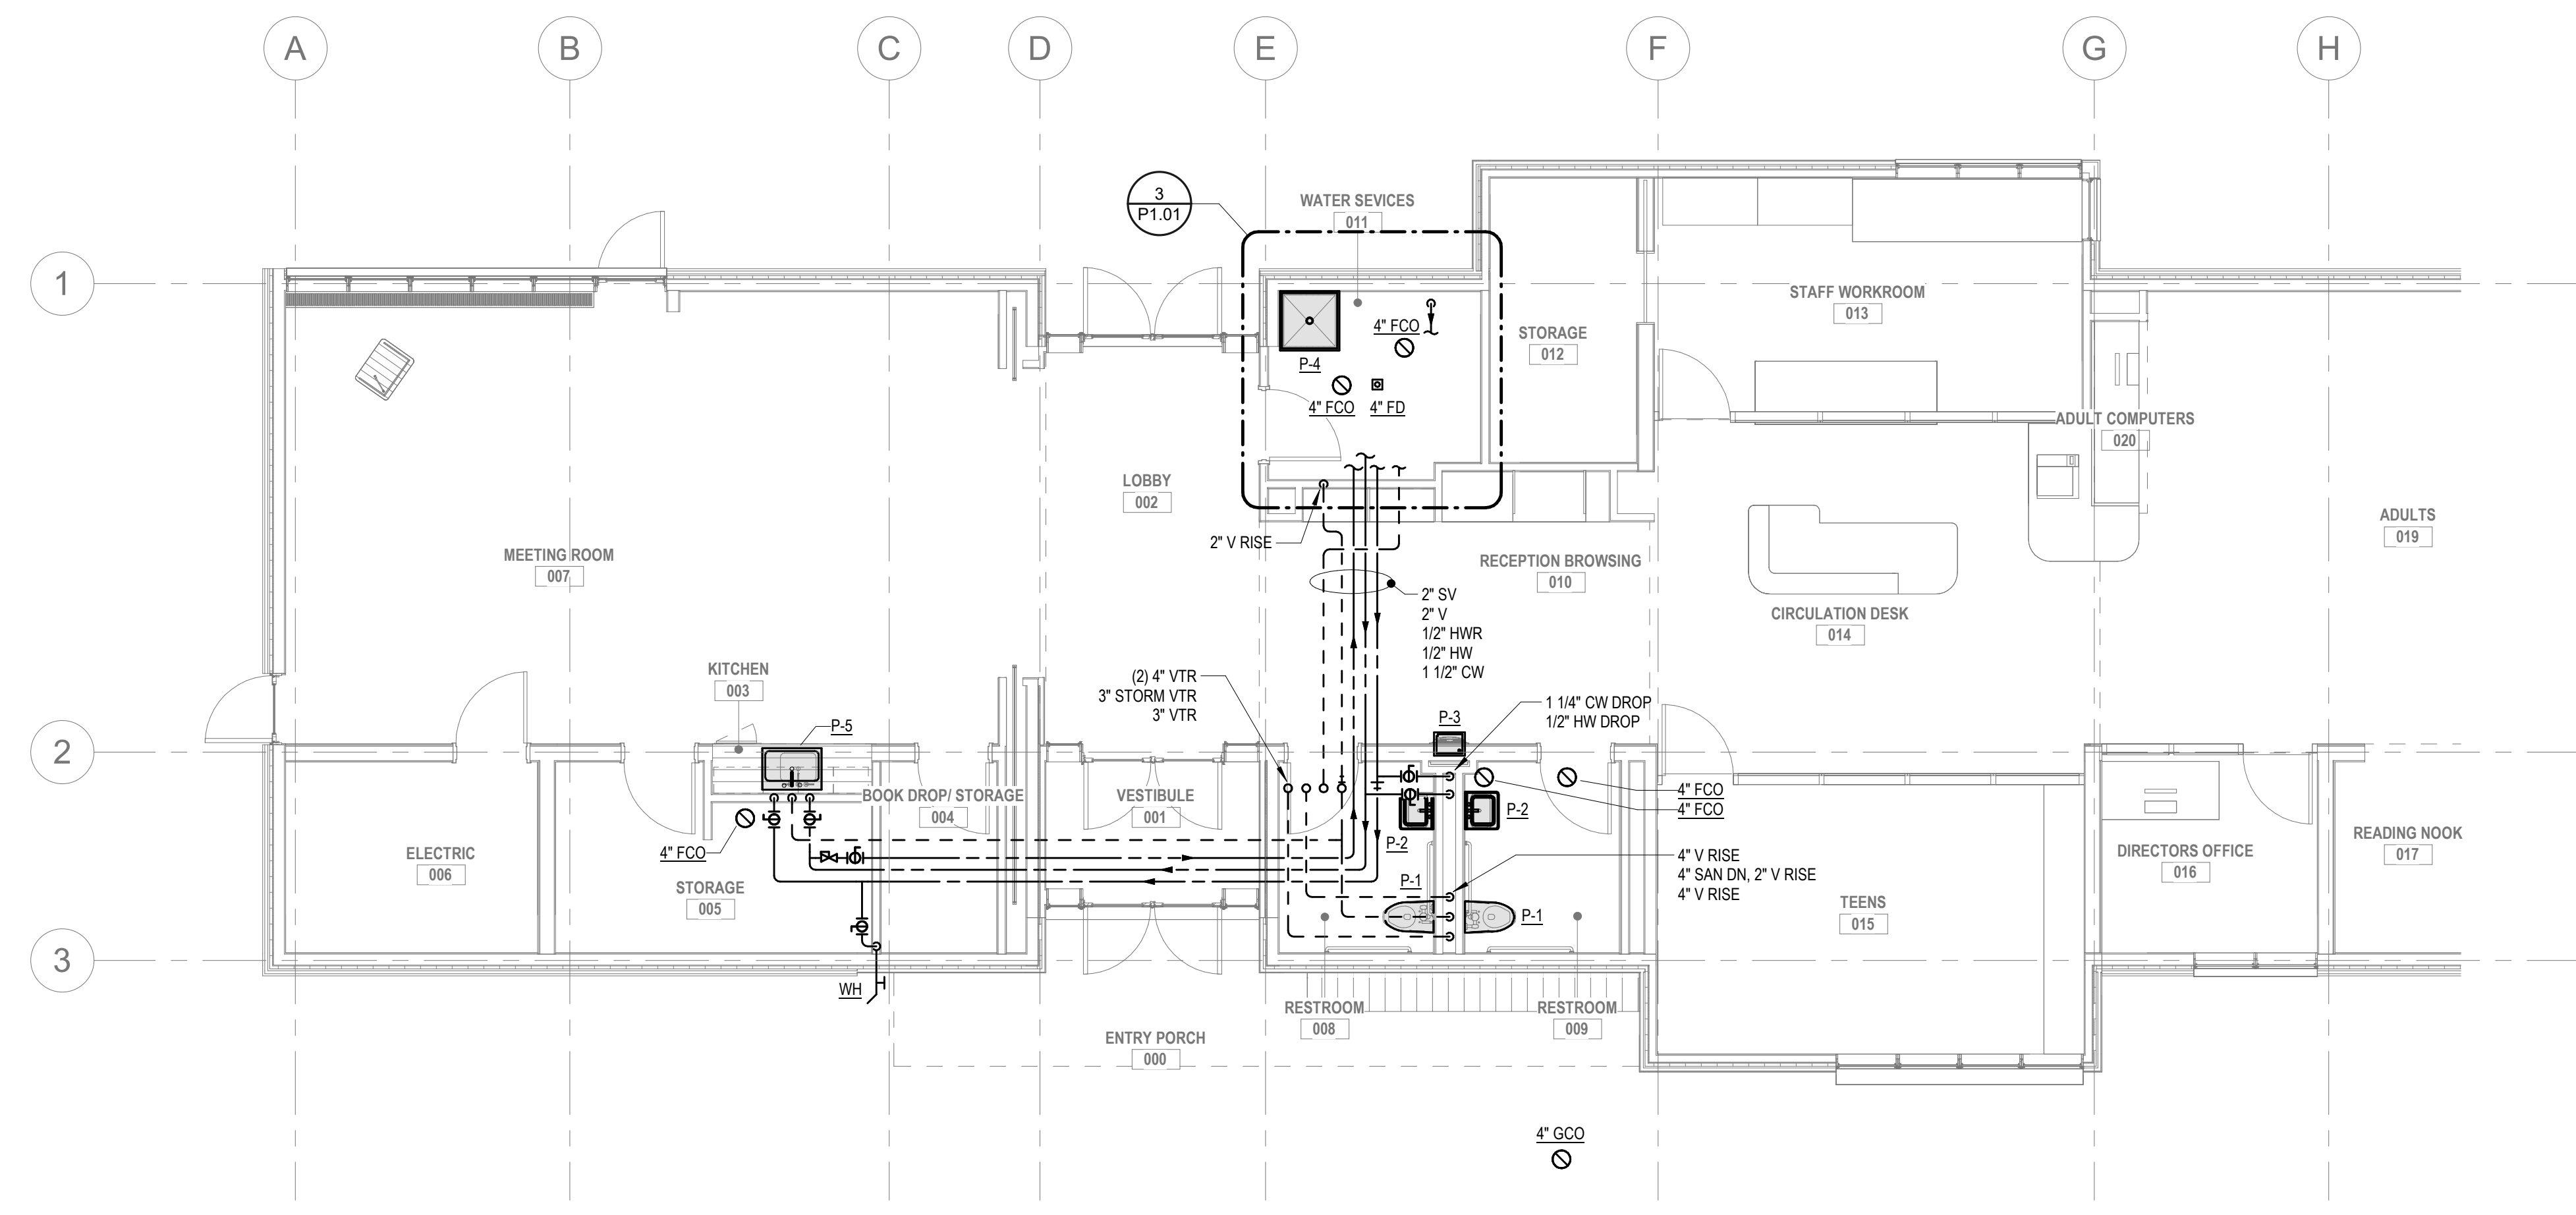 A
B
C
D
E
F
G
H
3
P1.01
WATER SEVICES
011
1
STAFF WORKROOM
013
4" FCO
STORAGE
012
P-4
4" FCO
4" FD
ADULT COMPUTERS
020
LOBBY
002
ADULTS
019
2" V RISE
MEETING ROOM
007
RECEPTION BROWSING
010
2" SV
2" V
1/2" HWR
1/2" HW
1 1/2" CW
CIRCULATION DESK
014
KITCHEN
003
(2) 4" VTR
3" STORM VTR
3" VTR
1 1/4" CW DROP
1/2" HW DROP
P-5
P-3
2
BOOK DROP/ STORAGE
004
VESTIBULE
001
4" FCO
4" FCO
P-2
P-2
4" FCO
ELECTRIC
006
STORAGE
005
READING NOOK
017
DIRECTORS OFFICE
016
4" V RISE
4" SAN DN, 2" V RISE
4" V RISE
P-1
P-1
TEENS
015
3
WH
RESTROOM
008
RESTROOM
009
ENTRY PORCH
000
4" GCO